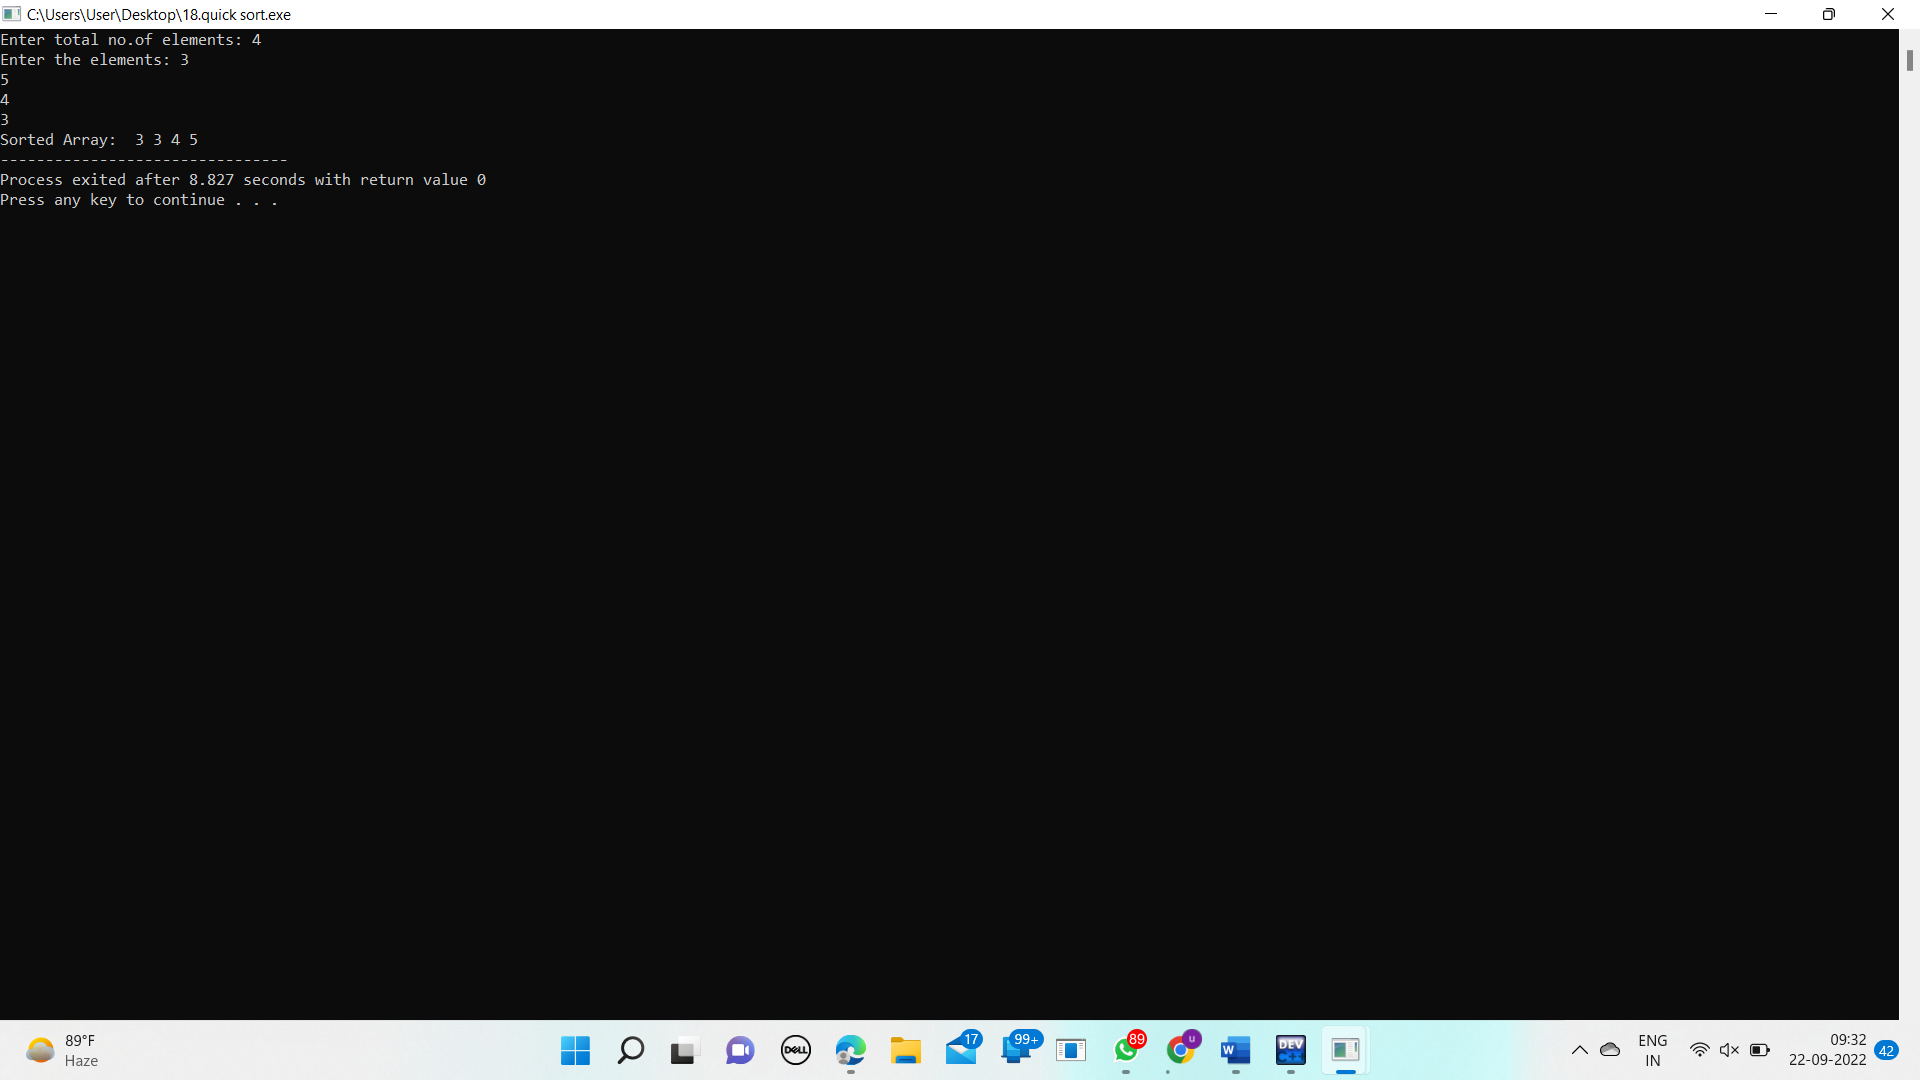 C:\Users\User\Desktop\18.quick sort.exe
Enter total no.of elements: 4
Enter the elements: 3
5
4
3
Sorted Array:  3 3 4 5
--------------------------------
Process exited after 8.827 seconds with return value 0
Press any key to continue . . .
89°F
Haze
DELL
17
99+
89
U
W
DEV
C++
ENG
IN
09:32
22-09-2022
42